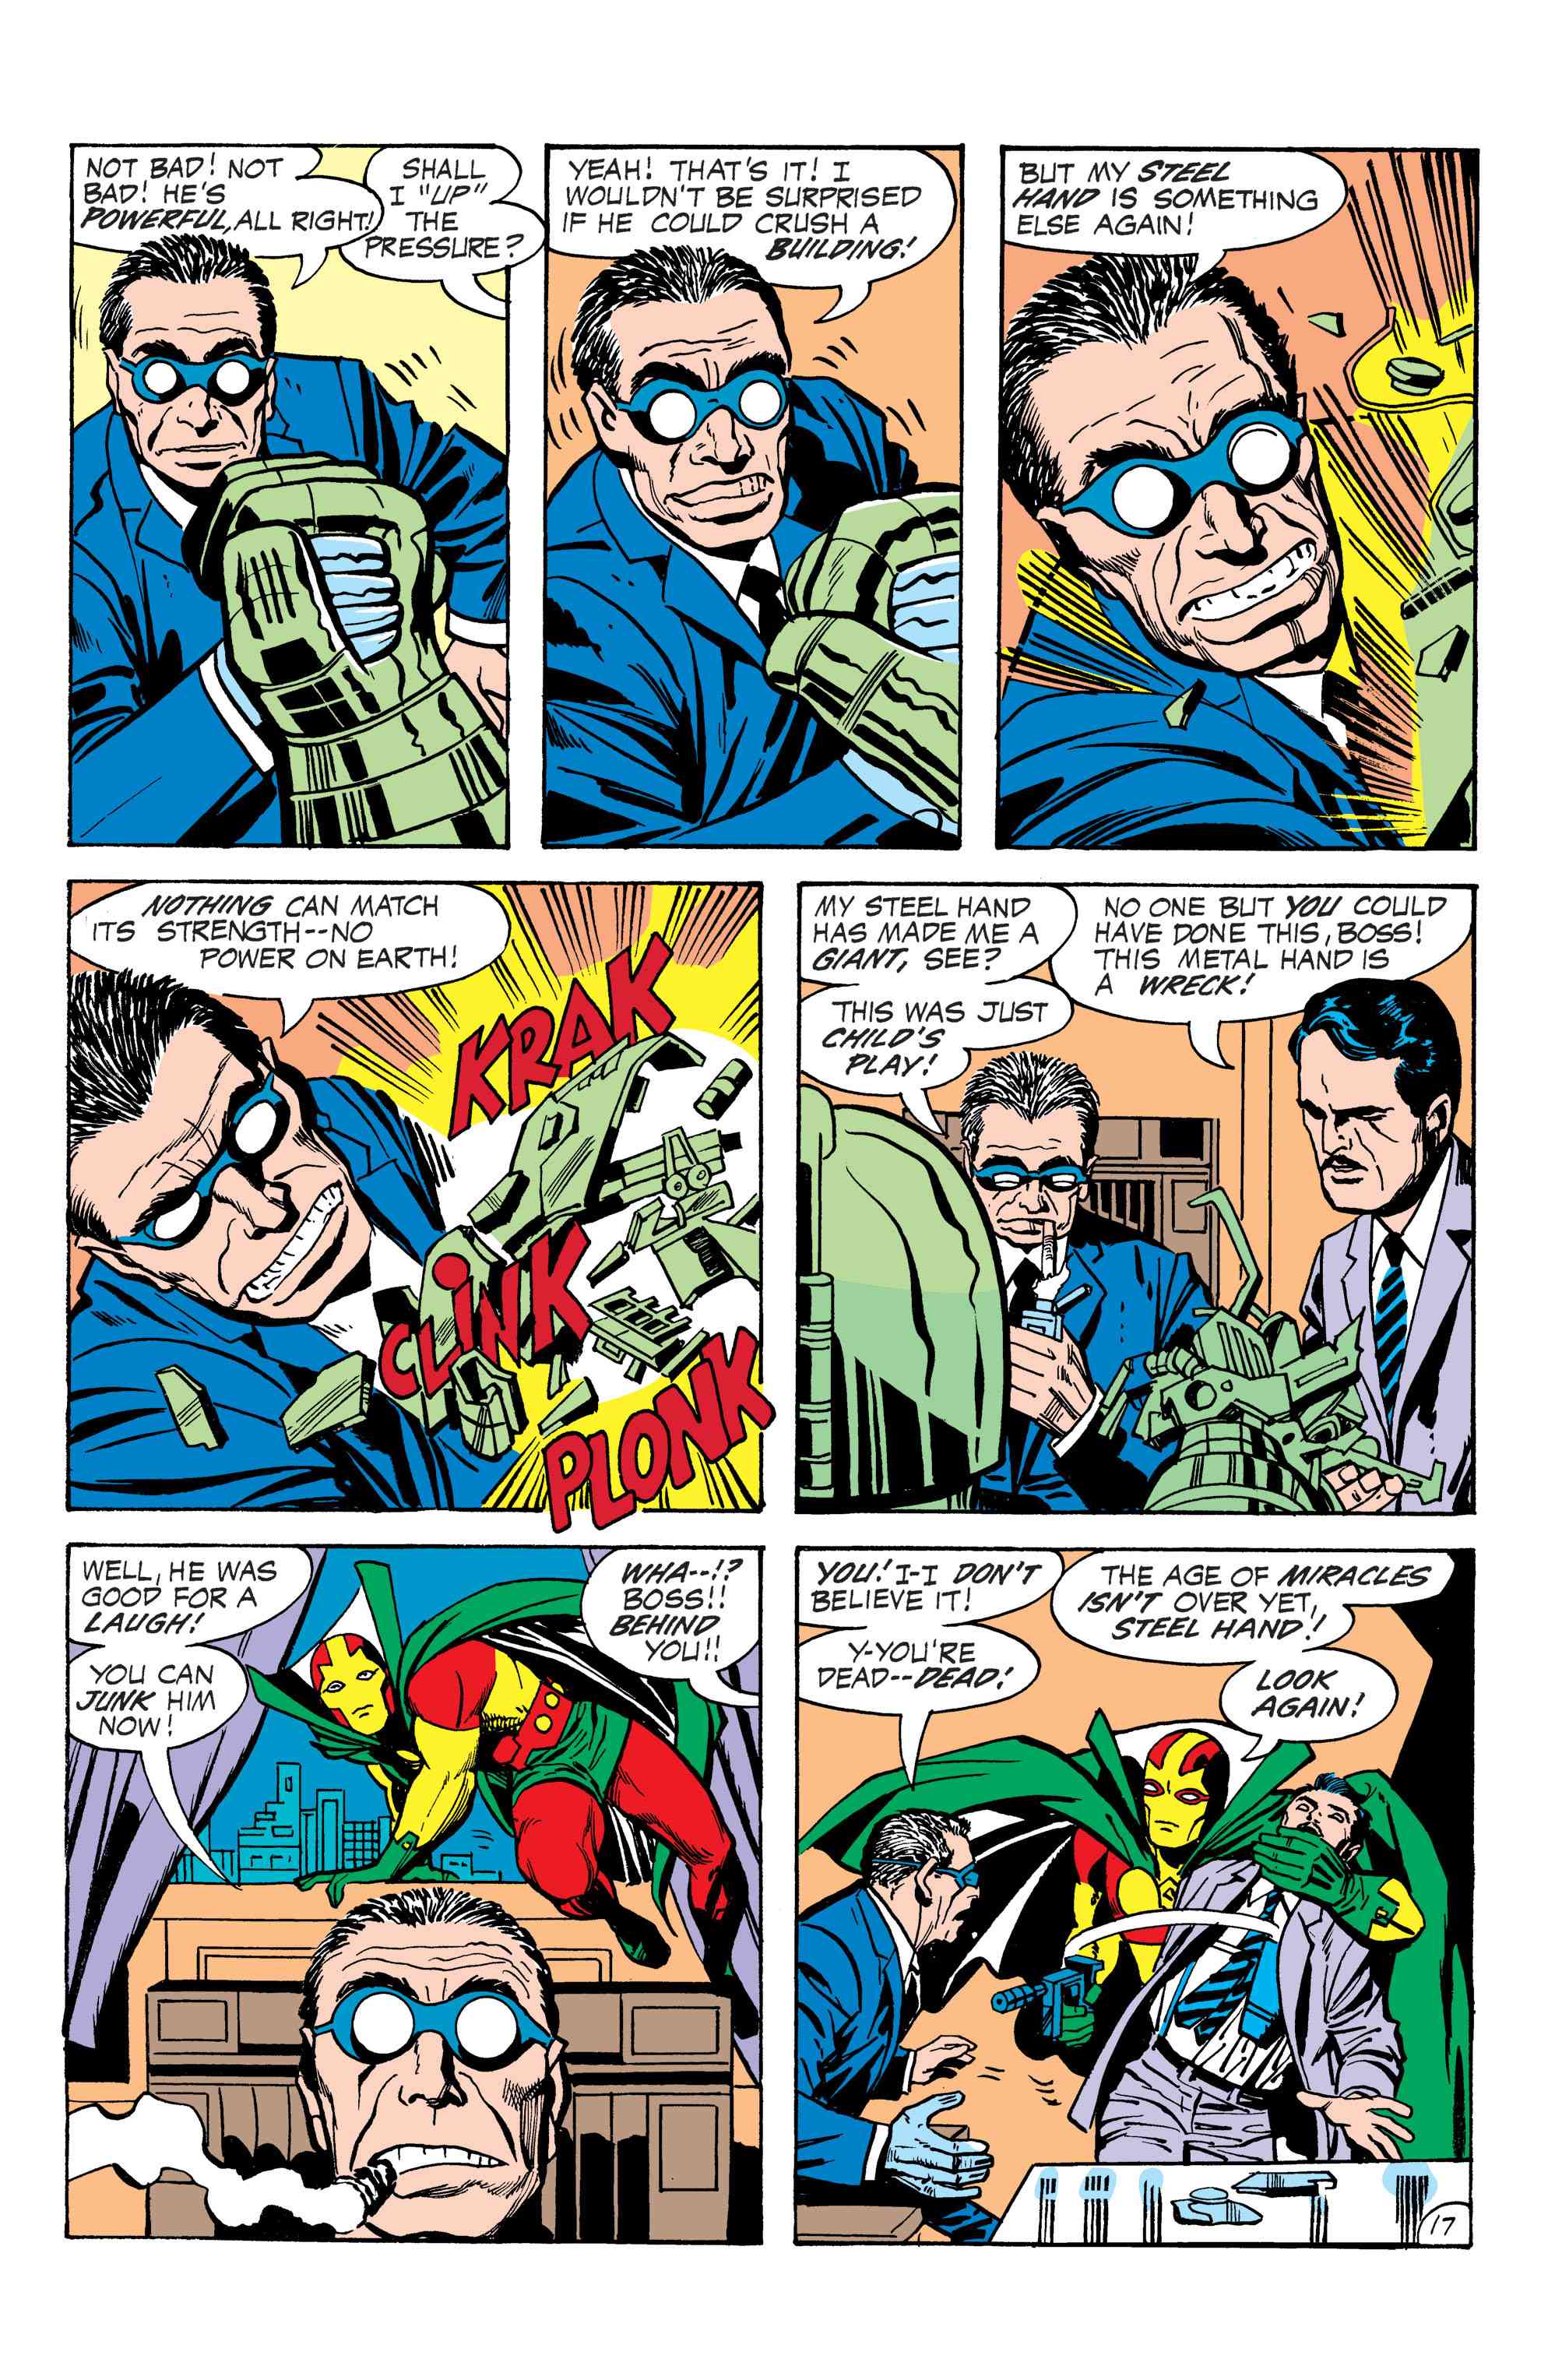 NOT BAD! NOT
BAD! HE'S
POWERFUL, ALL RIGHT!
SHALL
I "UP"
THE
PRESSURE?
YEAH! THAT'S IT! I
WOULDN'T BE SURPRISED
IF HE COULD CRUSH A
BUILDING!
BUT MY STEEL
HAND IS SOMETHING
ELSE AGAIN!
NOTHING CAN MATCH
ITS STRENGTH--NO
POWER ON EARTH!
KRAK
CLINK
PLONK
MY STEEL HAND
HAS MADE ME A
GIANT, SEE?
THIS WAS JUST
CHILD'S
PLAY!
NO ONE BUT YOU COULD
HAVE DONE THIS, BOSS!
THIS METAL HAND IS
A WRECK!
WELL, HE WAS
GOOD FOR A
LAUGH!
YOU CAN
JUNK HIM
NOW!
WHA--!?
BOSS!!
BEHIND
YOU!!
YOU! I-I DON'T
BELIEVE IT!
Y-YOU'RE
DEAD--DEAD!
THE AGE OF MIRACLES
ISN'T OVER YET,
STEEL HAND!
LOOK
AGAIN!
17